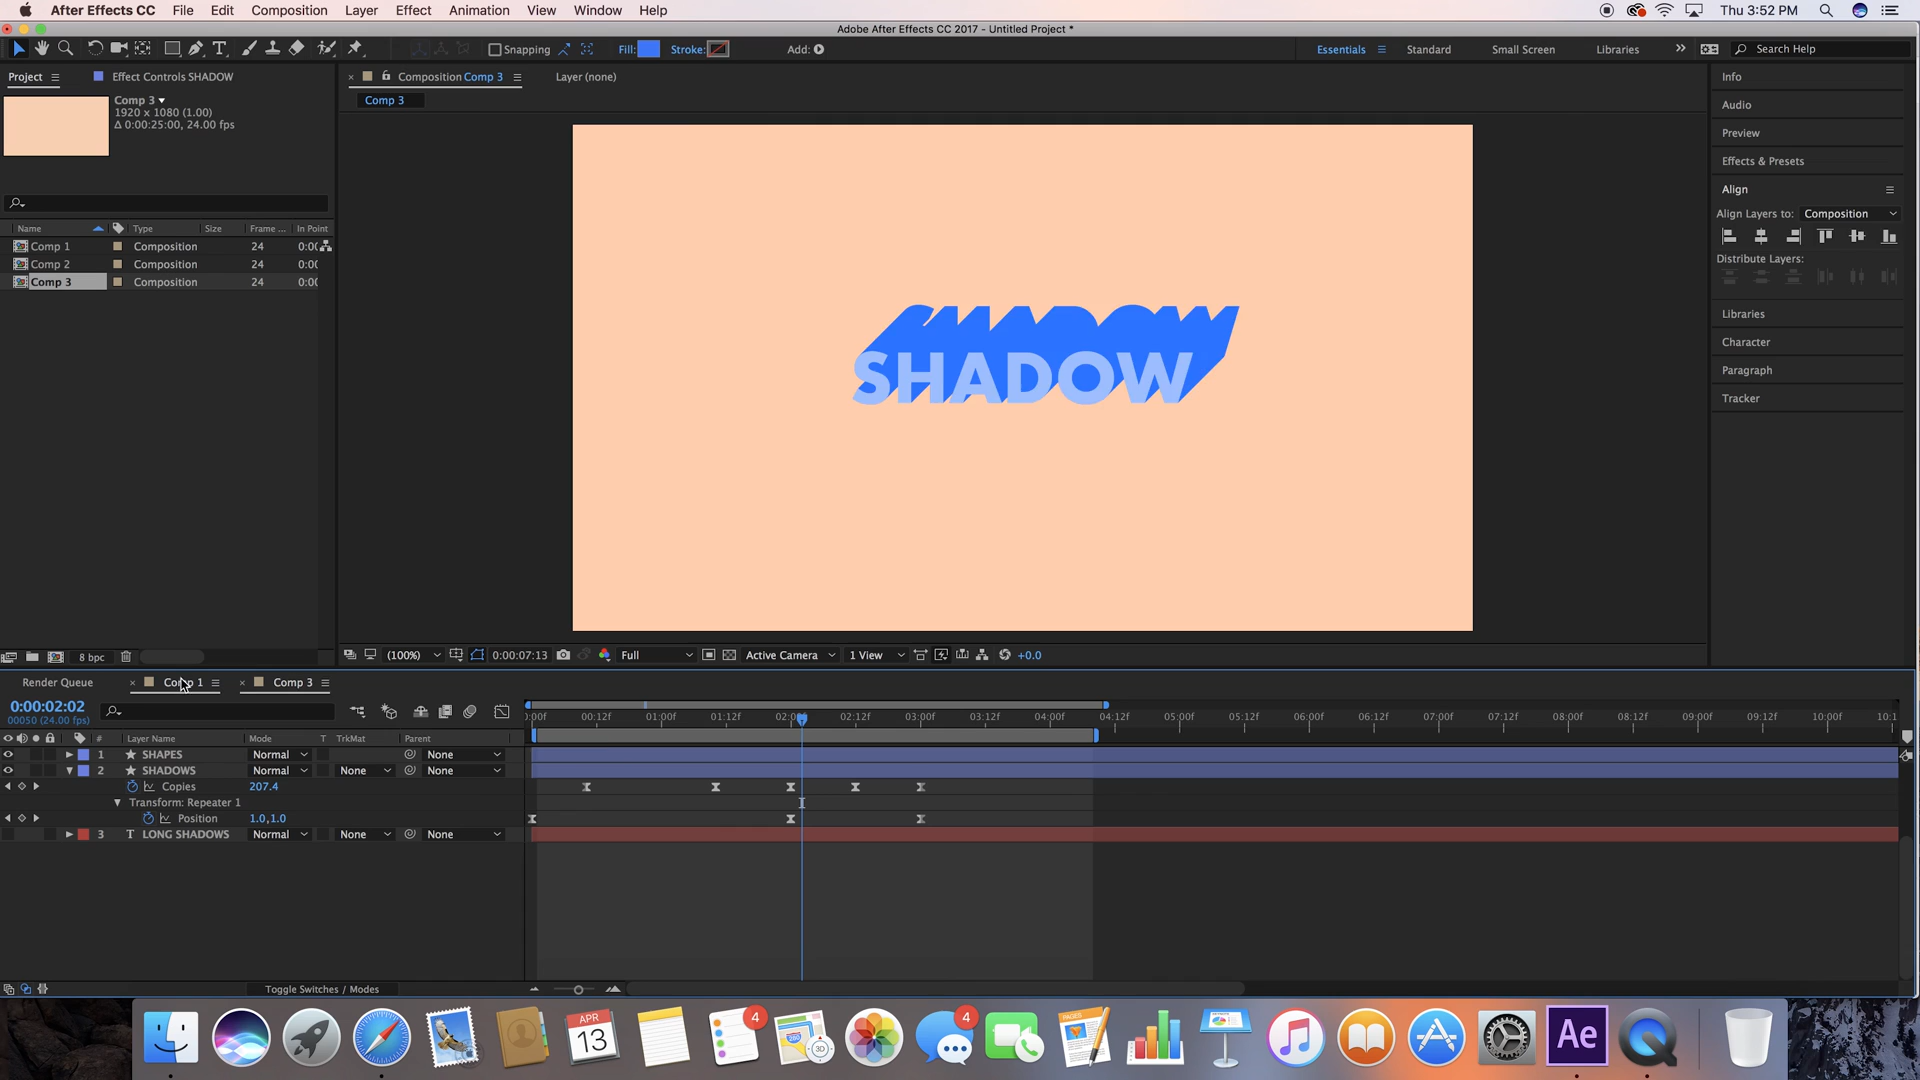 After Effects CC File Edit Composition Layer Effect Animation View Window Help Thu 3:52 PM
Adobe After Effects CC 2017 - Untitled Project *
Snapping Fill: Stroke: Add: Essentials Standard Small Screen Libraries Search Help
Project Effect Controls SHADOW Composition Comp 3 Layer (none) Info
Comp 3
1920 x 1080 (1.00)
Δ 0:00:25:00, 24.00 fps
Comp 3
Audio
Preview
Effects & Presets
Align
Align Layers to: Composition
Distribute Layers:
Libraries
Character
Paragraph
Tracker
Name Type Size Frame ... In Point
Comp 1 Composition 24 0:00
Comp 2 Composition 24 0:00
Comp 3 Composition 24 0:00
SHADOW
8 bpc (100%) 0:00:07:13 Full Active Camera 1 View +0.0
Render Queue Comp 1 Comp 3
0:00:02:02
00050 (24.00 fps)
):00f 00:12f 01:00f 01:12f 02:00f 02:12f 03:00f 03:12f 04:00f 04:12f 05:00f 05:12f 06:00f 06:12f 07:00f 07:12f 08:00f 08:12f 09:00f 09:12f 10:00f 10:1
# Layer Name Mode T TrkMat Parent
1 SHAPES Normal None
2 SHADOWS Normal None None
Copies 207.4
Transform: Repeater 1
Position 1.0,1.0
3 T LONG SHADOWS Normal None None
Toggle Switches / Modes
APR
13
4
280
3D
4
PAGES
Ae